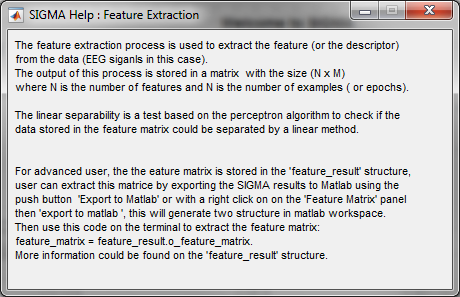 SIGMA Help : Feature Extraction
The feature extraction process is used to extract the feature (or the descriptor)
from the data (EEG siganls in this case).
The output of this process is stored in a matrix with the size (N x M)
where N is the number of features and N is the number of examples ( or epochs).
The linear separability is a test based on the perceptron algorithm to check if the
data stored in the feature matrix could be separated by a linear method.
For advanced user, the the eature matrix is stored in the 'feature_result' structure,
user can extract this matrice by exporting the SIGMA results to Matlab using the
push button 'Export to Matlab' or with a right click on on the 'Feature Matrix' panel
then 'export to matlab ', this will generate two structure in matlab workspace.
Then use this code on the terminal to extract the feature matrix:
feature_matrix = feature_result.o_feature_matrix.
More information could be found on the 'feature_result' structure.